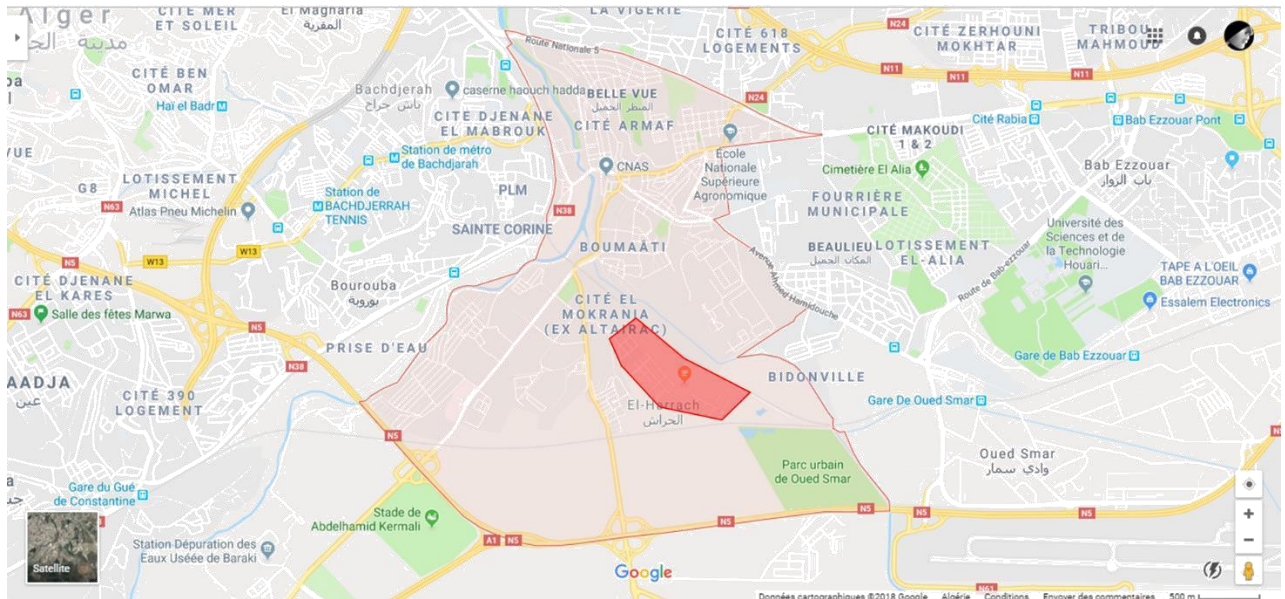 Alger
مدينة
CITÉ MER
ET SOLEIL
El Magharia
المقرية
LA VIGERIE
CITÉ 618
LOGEMENTS
N24
CITÉ ZERHOUNI
MOKHTAR
TRIBOU
MAHMOUD
Route Nationale 5
N11
N11
CITÉ BEN
OMAR
Haï el Badr
Bachdjerah
باش جراح
caserne haouch hadda
BELLE VUE
المنظر الجميل
N24
CITE DJENANE
EL MABROUK
CITÉ ARMAF
CITÉ MAKOUDI
1 & 2
Cité Rabia
Bab Ezzouar Pont
Station de métro
de Bachdjarah
CNAS
École
Nationale
Supérieure
Agronomique
Cimetière El Alia
Bab Ezzouar
باب الزوار
G8
LOTISSEMENT
MICHEL
Station de
BACHDJERRAH
TENNIS
PLM
FOURRIÈRE
MUNICIPALE
N63
Atlas Pneu Michelin
N38
SAINTE CORINE
BOUMAÂTI
BEAULIEU
المكان الجميل
LOTISSEMENT
EL-ALIA
Université des
Sciences et de
la Technologie
Houari...
W13
N5
W13
Avenue Ahmed Hamidouche
Route de Bab-ezzouar
TAPE A L'OEIL
BAB EZZOUAR
CITÉ DJENANE
EL KARES
Bourouba
بوروبة
CITÉ EL
MOKRANIA
(EX ALTAIRAC)
Essalem Electronics
N63
Salle des fêtes Marwa
N5
PRISE D'EAU
Gare de Bab Ezzouar
N38
AADJA
عين
CITÉ 390
LOGEMENT
BIDONVILLE
El-Harrach
الحراش
Gare De Oued Smar
N5
N5
Oued Smar
وادي سمار
Parc urbain
de Oued Smar
Gare du Gué
de Constantine
Stade de
Abdelhamid Kermali
N5
N5
N5
A1
N5
Station Dépuration des
Eaux Uséée de Baraki
Satellite
Google
N61
Données cartographiques ©2018 Google
Algérie
Conditions
Envoyer des commentaires
500 m